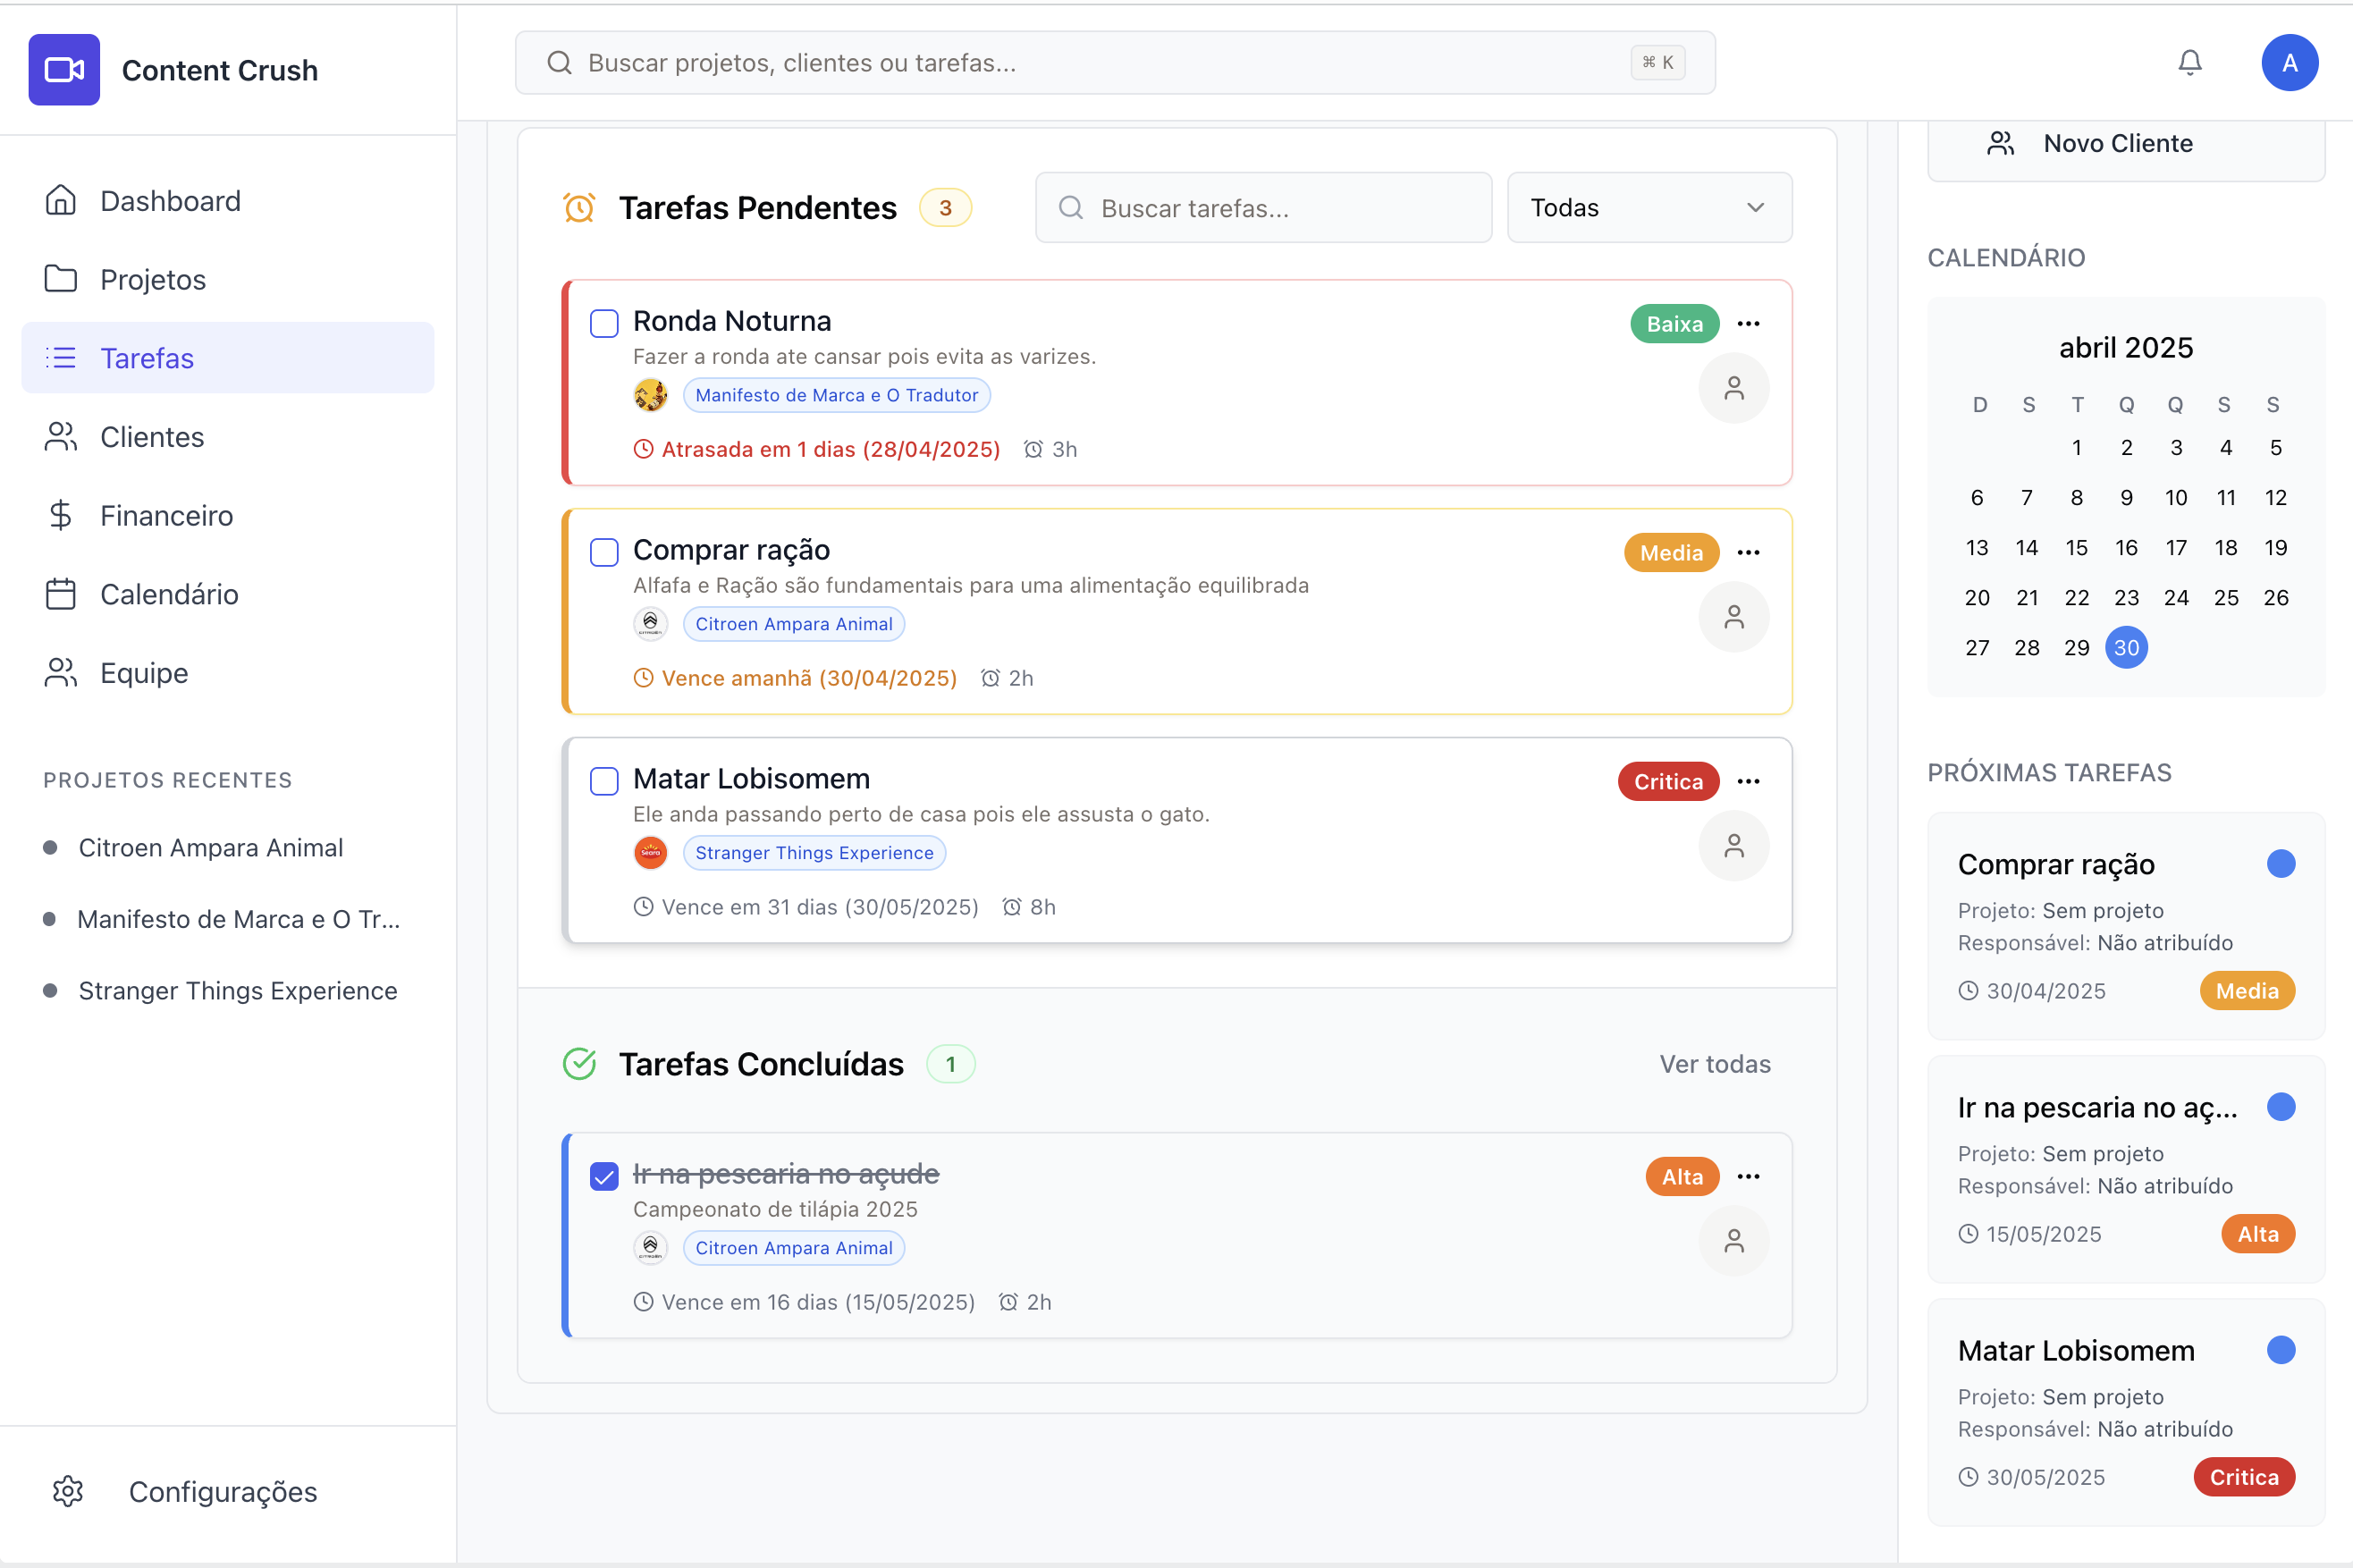 Content Crush
Buscar projetos, clientes ou tarefas...
⌘ K
A
Dashboard
Projetos
Tarefas
Clientes
Financeiro
Calendário
Equipe
PROJETOS RECENTES
Citroen Ampara Animal
Manifesto de Marca e O Tr...
Stranger Things Experience
Configurações
Tarefas Pendentes 3
Buscar tarefas...
Todas
Ronda Noturna
Baixa
Fazer a ronda ate cansar pois evita as varizes.
Manifesto de Marca e O Tradutor
Atrasada em 1 dias (28/04/2025) 3h
Comprar ração
Media
Alfafa e Ração são fundamentais para uma alimentação equilibrada
Citroen Ampara Animal
Vence amanhã (30/04/2025) 2h
Matar Lobisomem
Critica
Ele anda passando perto de casa pois ele assusta o gato.
Seara
Stranger Things Experience
Vence em 31 dias (30/05/2025) 8h
Tarefas Concluídas 1
Ver todas
Ir na pescaria no açude
Alta
Campeonato de tilápia 2025
Citroen Ampara Animal
Vence em 16 dias (15/05/2025) 2h
Novo Cliente
CALENDÁRIO
abril 2025
D S T Q Q S S
1 2 3 4 5
6 7 8 9 10 11 12
13 14 15 16 17 18 19
20 21 22 23 24 25 26
27 28 29 30
PRÓXIMAS TAREFAS
Comprar ração
Projeto: Sem projeto
Responsável: Não atribuído
30/04/2025 Media
Ir na pescaria no aç...
Projeto: Sem projeto
Responsável: Não atribuído
15/05/2025 Alta
Matar Lobisomem
Projeto: Sem projeto
Responsável: Não atribuído
30/05/2025 Critica